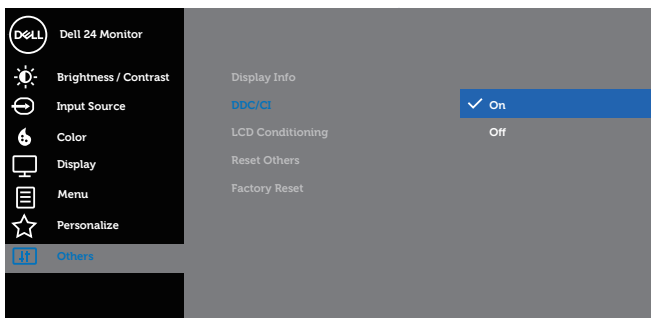 DELL Dell 24 Monitor
Brightness / Contrast
Input Source
Color
Display
Menu
Personalize
Others
Display Info
DDC/CI
LCD Conditioning
Reset Others
Factory Reset
On
Off